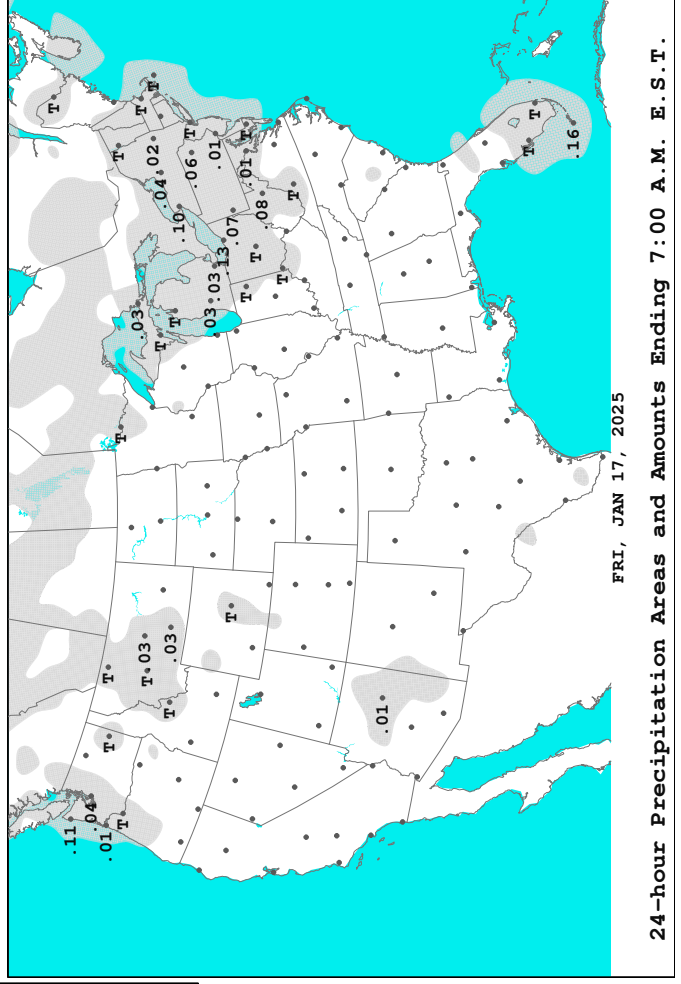 T
.11
.04
.01
T
T
T
T
T
.03
T
.03
T
T
.02
.04
T
T
.03
T
.10
T
.06
.03
.03
.01
.13
T
.07
T
.01
T
T
.08
T
T
.01
T
T
.16
FRI, JAN 17, 2025
24-hour Precipitation Areas and Amounts Ending 7:00 A.M. E.S.T.